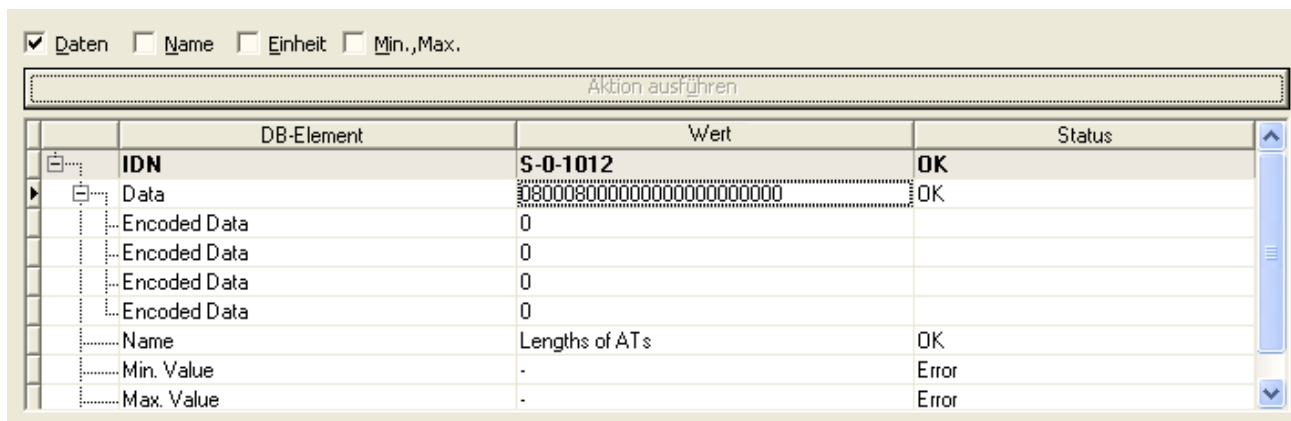 Daten Name Einheit Min.,Max.
Aktion ausführen
DB-Element Wert Status
IDN S-0-1012 OK
Data 080008000000000000000000 OK
Encoded Data 0
Encoded Data 0
Encoded Data 0
Encoded Data 0
Name Lengths of ATs OK
Min. Value - Error
Max. Value - Error